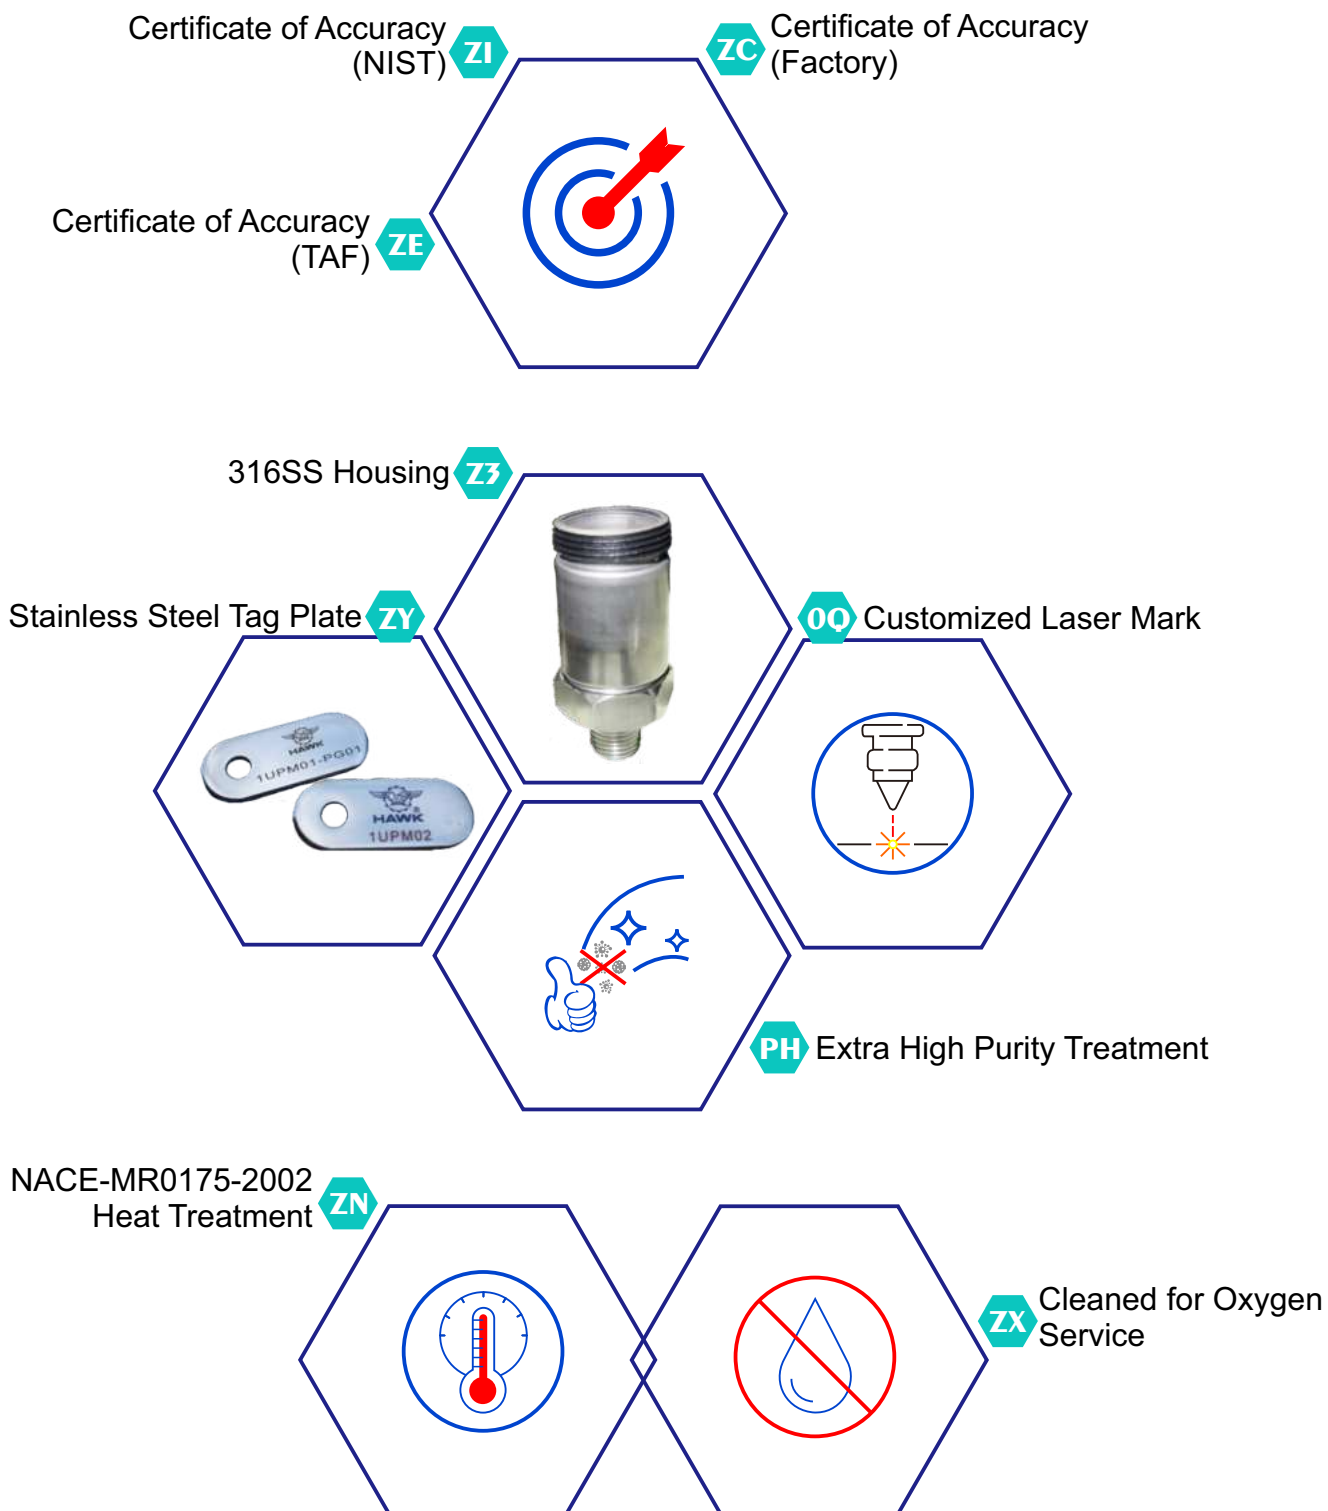 Certificate of Accuracy
(NIST)
ZI
ZC
Certificate of Accuracy
(Factory)
Certificate of Accuracy
(TAF)
ZE
316SS Housing
Z3
Stainless Steel Tag Plate
ZY
0Q
Customized Laser Mark
HAWK
1UPM01-PG01
HAWK®
1UPM02
PH
Extra High Purity Treatment
NACE-MR0175-2002
Heat Treatment
ZN
ZX
Cleaned for Oxygen
Service